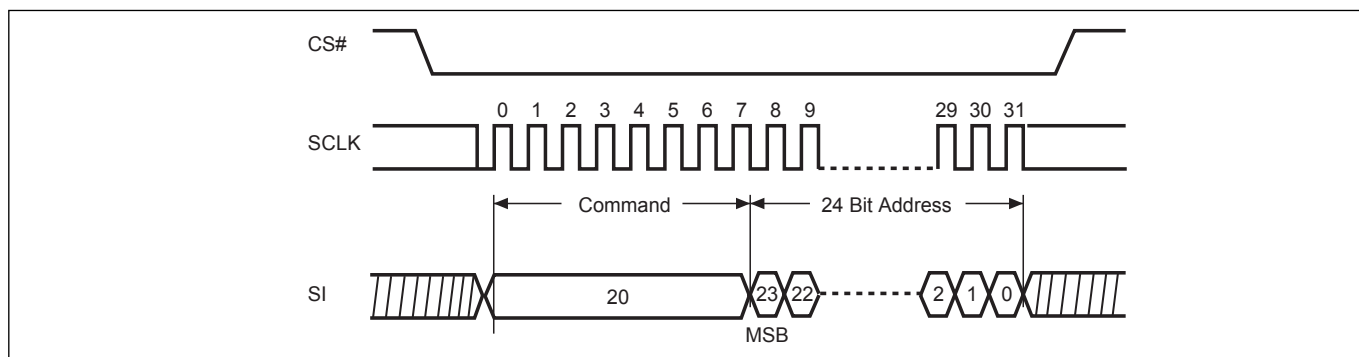 CS#
0 1 2 3 4 5 6 7 8 9 29 30 31
SCLK
Command 24 Bit Address
SI 20 23 22 2 1 0
MSB